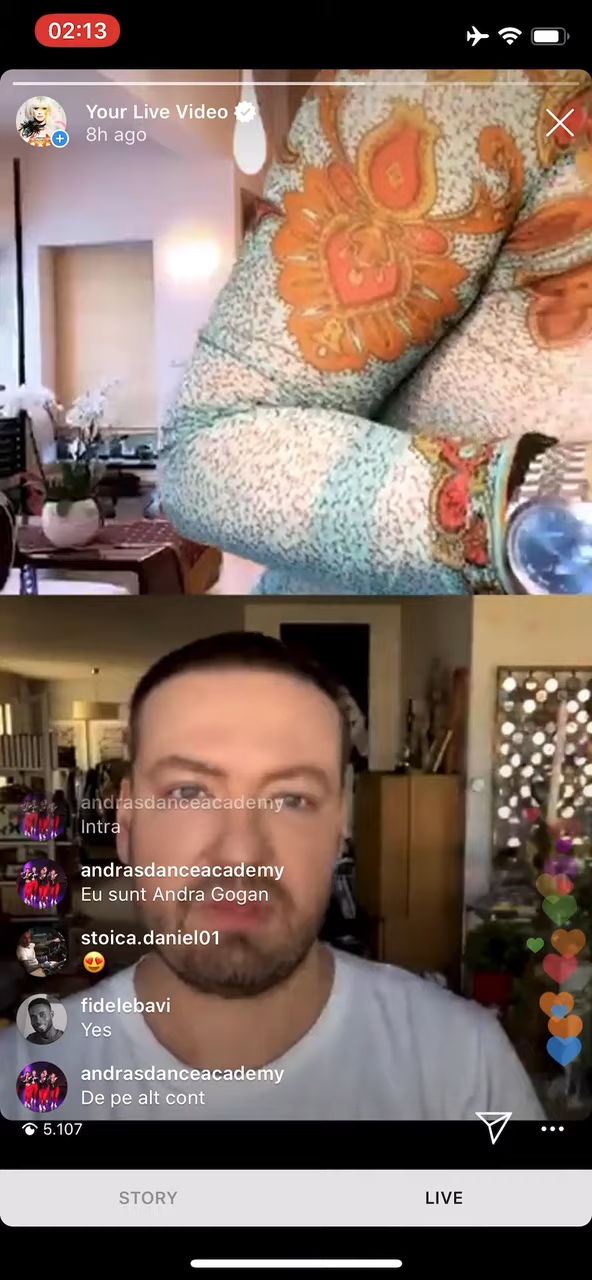 02:13
Your Live Video
8h ago
andrasdanceacademy
Intra
andrasdanceacademy
Eu sunt Andra Gogan
stoica.daniel01
😍
fidelebavi
Yes
andrasdanceacademy
De pe alt cont
5.107
STORY
LIVE